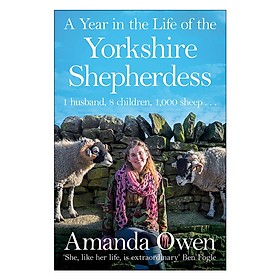 A Year in the Life of the
Yorkshire
Shepherdess
1 husband, 8 children, 1,000 sheep . . .
Amanda Owen
‘She, like her life, is extraordinary’ Ben Fogle